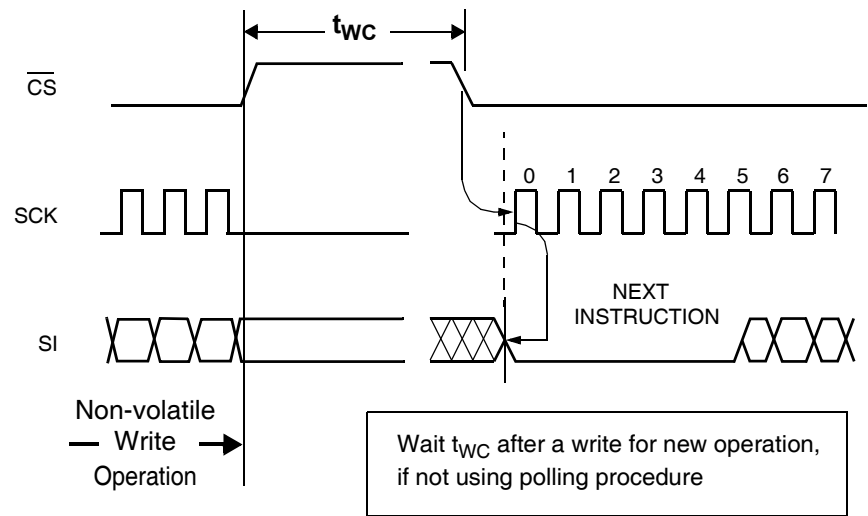 tWC
CS
SCK
0 1 2 3 4 5 6 7
SI
NEXT
INSTRUCTION
Non-volatile
Write
Operation
Wait tWC after a write for new operation,
if not using polling procedure